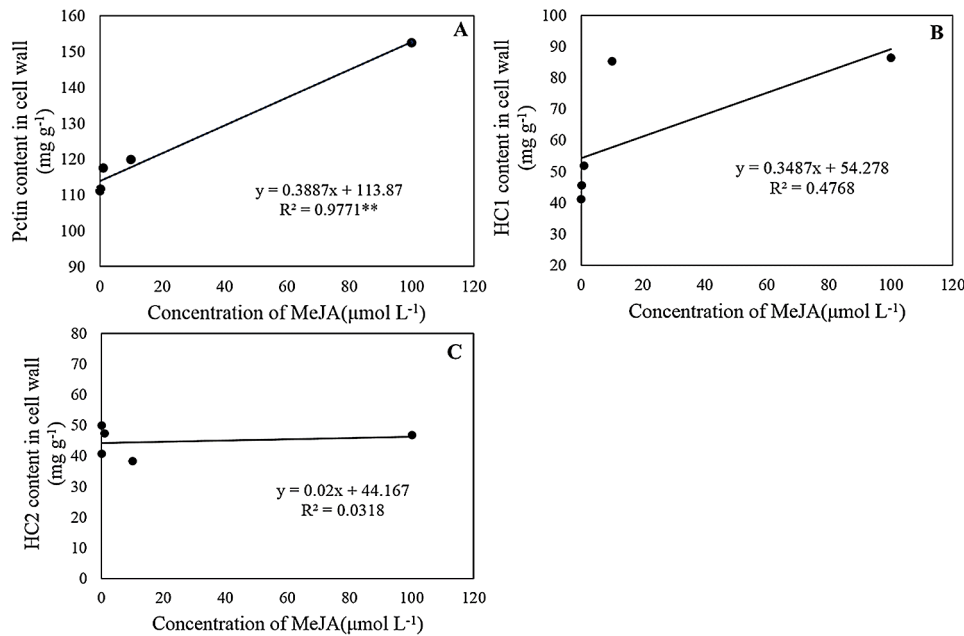 A
160
150
140
130
120
110
100
90
Pctin content in cell wall
(mg g⁻¹)
y = 0.3887x + 113.87
R² = 0.9771**
0 20 40 60 80 100 120
Concentration of MeJA(μmol L⁻¹)
B
100
90
80
70
60
50
40
30
20
HC1 content in cell wall
(mg g⁻¹)
y = 0.3487x + 54.278
R² = 0.4768
0 20 40 60 80 100 120
Concentration of MeJA(μmol L⁻¹)
C
80
70
60
50
40
30
20
10
0
HC2 content in cell wall
(mg g⁻¹)
y = 0.02x + 44.167
R² = 0.0318
0 20 40 60 80 100 120
Concentration of MeJA(μmol L⁻¹)